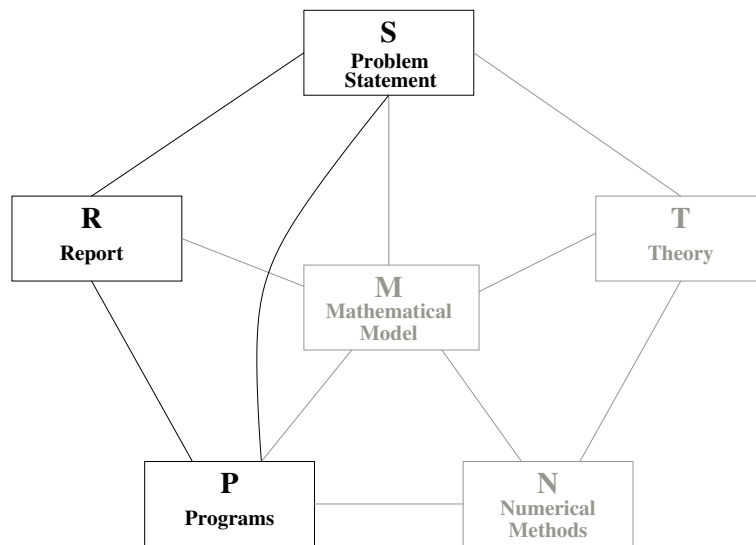 S
Problem
Statement
R
Report
T
Theory
M
Mathematical
Model
P
Programs
N
Numerical
Methods